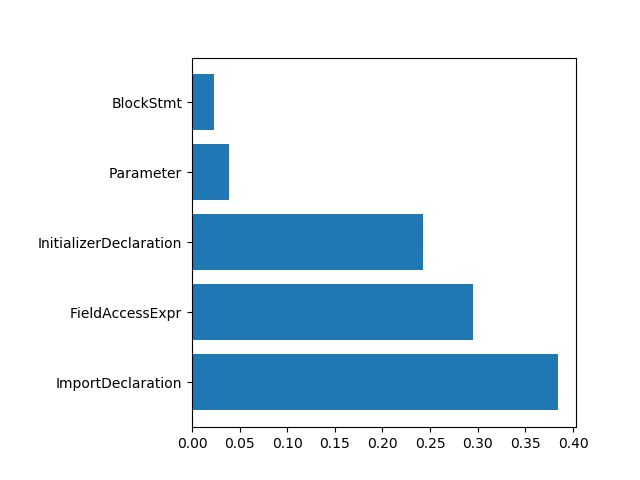 BlockStmt
Parameter
InitializerDeclaration
FieldAccessExpr
ImportDeclaration
0.00 0.05 0.10 0.15 0.20 0.25 0.30 0.35 0.40